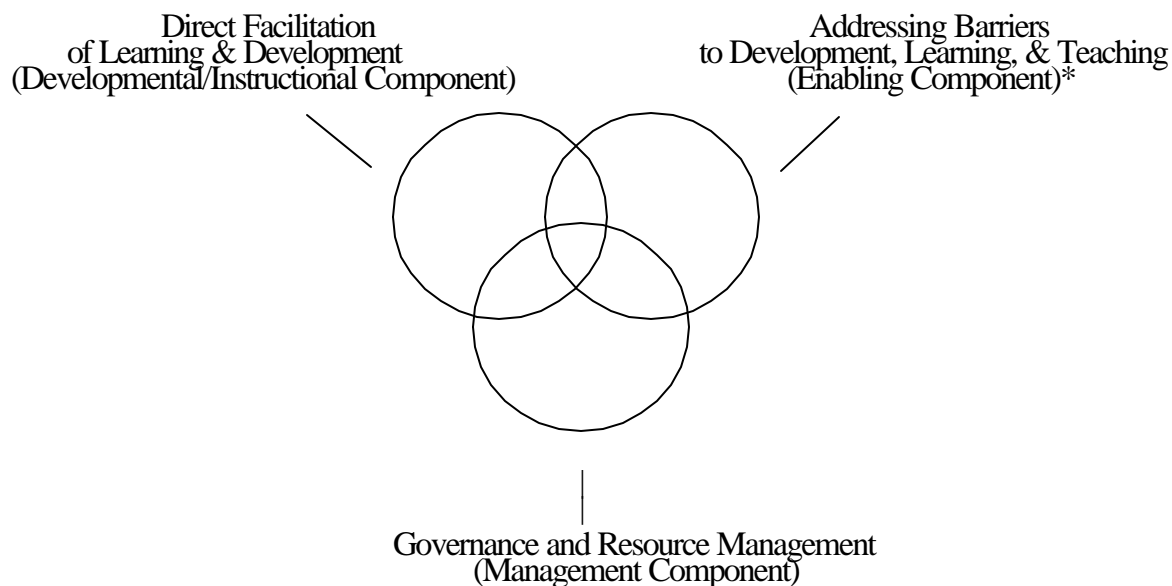 Direct Facilitation
of Learning & Development
(Developmental/Instructional Component)
Addressing Barriers
to Development, Learning, & Teaching
(Enabling Component)*
Governance and Resource Management
(Management Component)